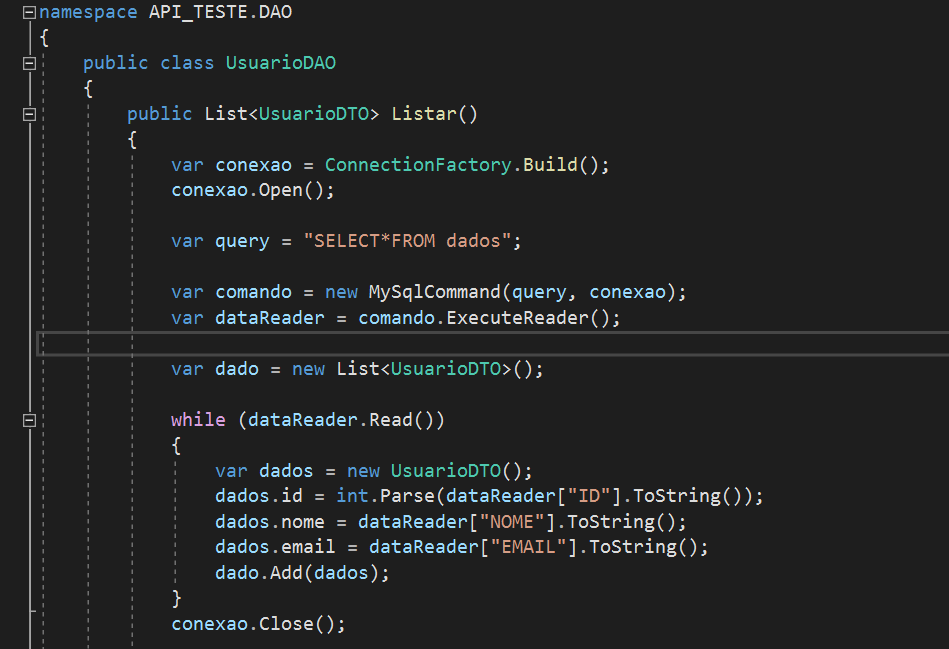 namespace API_TESTE.DAO
{
public class UsuarioDAO
{
public List<UsuarioDTO> Listar()
{
var conexao = ConnectionFactory.Build();
conexao.Open();
var query = "SELECT*FROM dados";
var comando = new MySqlCommand(query, conexao);
var dataReader = comando.ExecuteReader();
var dado = new List<UsuarioDTO>();
while (dataReader.Read())
{
var dados = new UsuarioDTO();
dados.id = int.Parse(dataReader["ID"].ToString());
dados.nome = dataReader["NOME"].ToString();
dados.email = dataReader["EMAIL"].ToString();
dado.Add(dados);
}
conexao.Close();